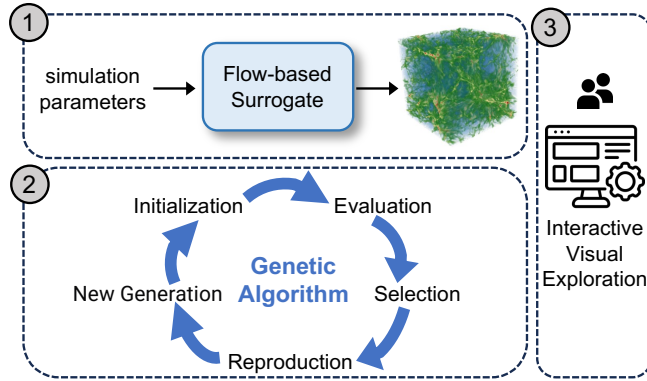 1
simulation
parameters
Flow-based
Surrogate
2
Initialization
Evaluation
Genetic
Algorithm
New Generation
Selection
Reproduction
3
Interactive
Visual
Exploration